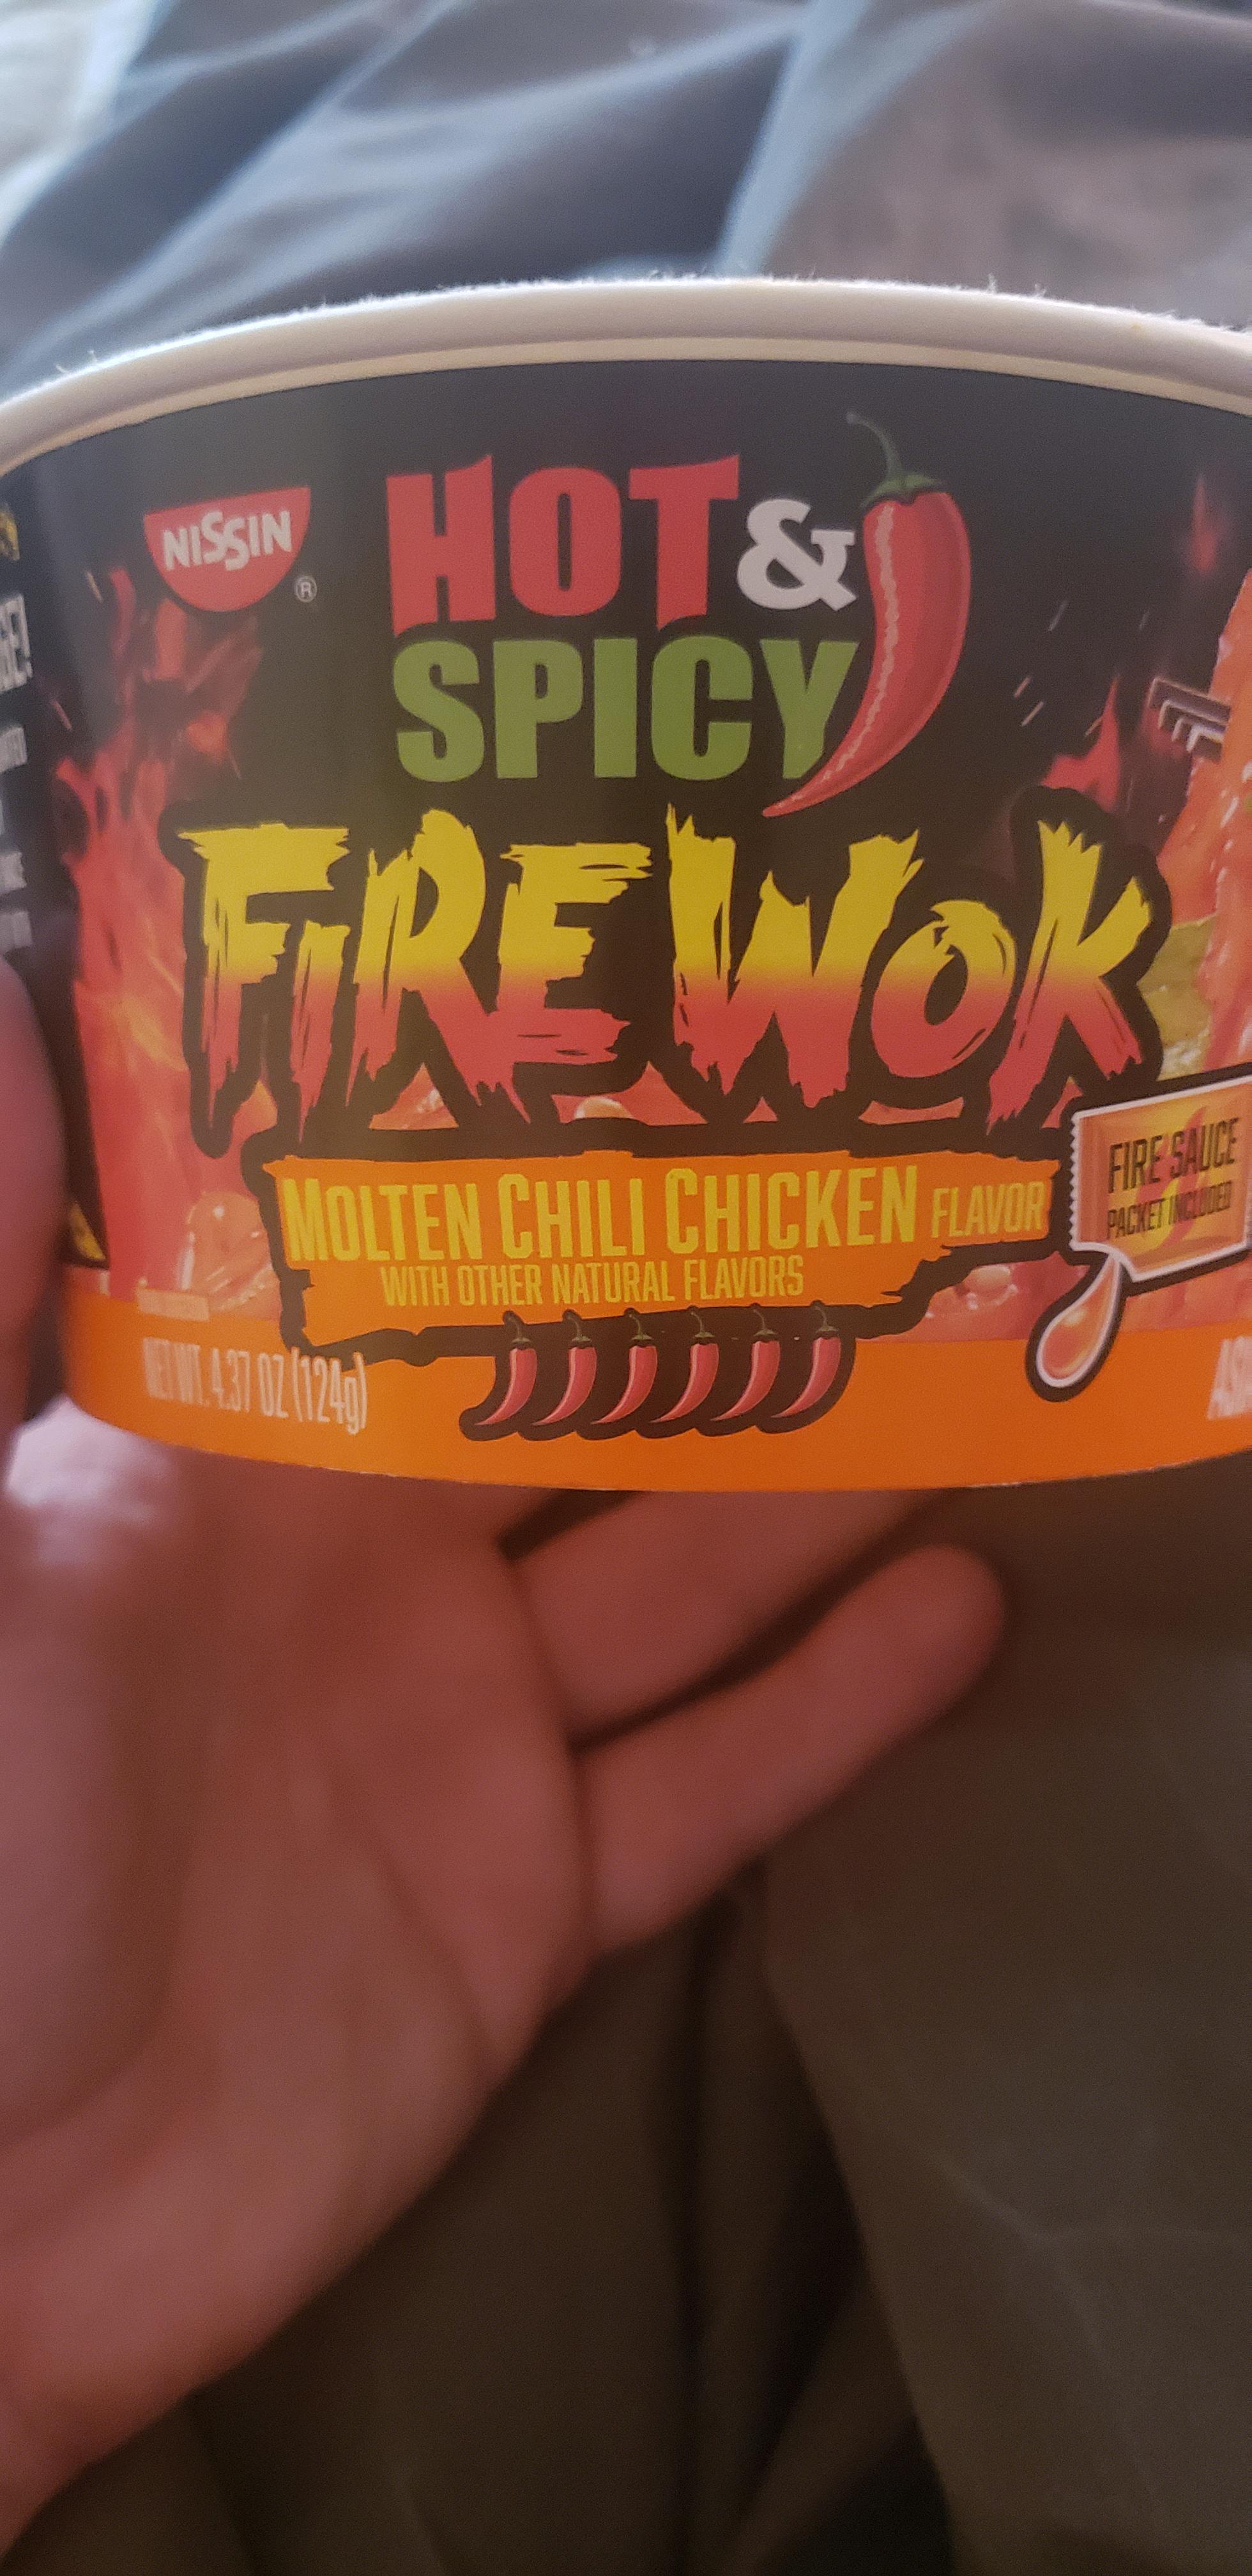 NISSIN
®
HOT &
SPICY
FIRE WOK
MOLTEN CHILI CHICKEN FLAVOR
WITH OTHER NATURAL FLAVORS
FIRE SAUCE
PACKET INCLUDED
NET WT. 4.37 OZ (124g)